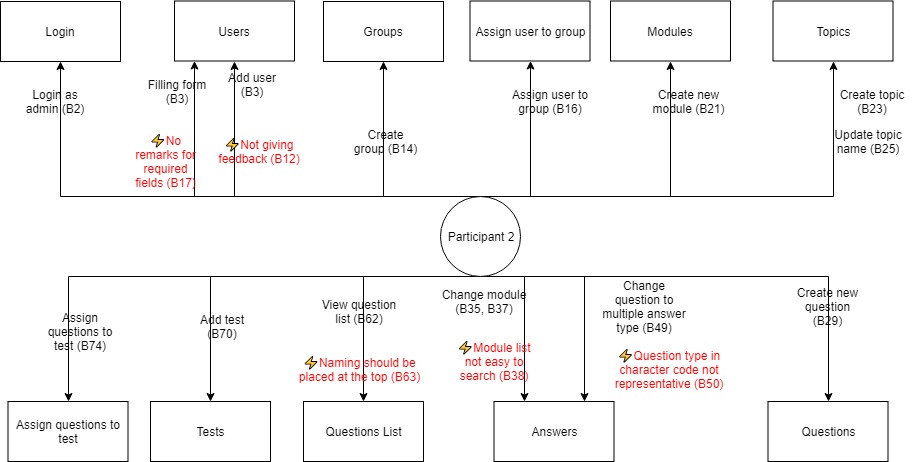 Login
Users
Groups
Assign user to group
Modules
Topics
Login as
admin (B2)
Filling form
(B3)
Add user
(B3)
Create
group (B14)
Assign user to
group (B16)
Create new
module (B21)
Create topic
(B23)
Update topic
name (B25)
⚡No
remarks for
required
fields (B17)
⚡Not giving
feedback (B12)
Participant 2
Assign
questions to
test (B74)
Add test
(B70)
View question
list (B62)
Change module
(B35, B37)
Change
question to
multiple answer
type (B49)
Create new
question (B29)
⚡Naming should be
placed at the top (B63)
⚡Module list
not easy to
search (B38)
⚡Question type in
character code not
representative (B50)
Assign questions to
test
Tests
Questions List
Answers
Questions